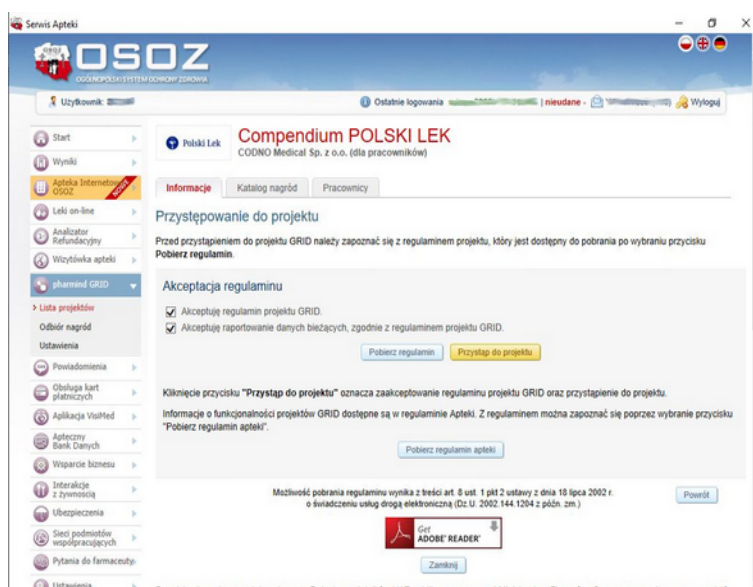 Serwis Apteki
OSOZ
OGÓLNOPOLSKI SYSTEM OCHRONY ZDROWIA
Użytkownik:
Ostatnie logowania | nieudane -
Wyloguj
Start
Wyniki
Apteka Internetowa
OSOZ
NOWE
Leki on-line
Analizator
Refundacyjny
Wizytówka apteki
pharmind GRID
Lista projektów
Odbiór nagród
Ustawienia
Powiadomienia
Obsługa kart
płatniczych
Aplikacja VisiMed
Apteczny
Bank Danych
Wsparcie biznesu
Interakcje
z żywnością
Ubezpieczenia
Sieci podmiotów
współpracujących
Pytania do farmaceuty
Ustawienia
Polski Lek
Compendium POLSKI LEK
CODNO Medical Sp. z o.o. (dla pracowników)
Informacje Katalog nagród Pracownicy
Przystępowanie do projektu
Przed przystąpieniem do projektu GRID należy zapoznać się z regulaminem projektu, który jest dostępny do pobrania po wybraniu przycisku
Pobierz regulamin.
Akceptacja regulaminu
Akceptuję regulamin projektu GRID.
Akceptuję raportowanie danych bieżących, zgodnie z regulaminem projektu GRID.
Pobierz regulamin Przystąp do projektu
Kliknięcie przycisku "Przystąp do projektu" oznacza zaakceptowanie regulaminu projektu GRID oraz przystąpienie do projektu.
Informacje o funkcjonalności projektów GRID dostępne są w regulaminie Apteki. Z regulaminem można zapoznać się poprzez wybranie przycisku
"Pobierz regulamin apteki".
Pobierz regulamin apteki
Możliwość pobrania regulaminu wynika z treści art. 8 ust. 1 pkt 2 ustawy z dnia 18 lipca 2002 r.
o świadczeniu usług drogą elektroniczną (Dz.U. 2002.144.1204 z późn. zm.)
Powrót
Get
ADOBE® READER®
Zamknij